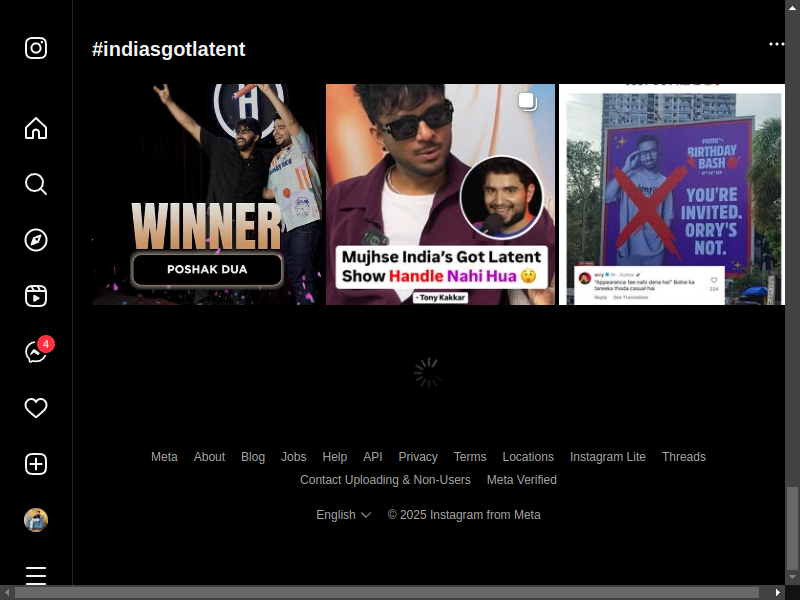 #indiasgotlatent
H
WINNER
POSHAK DUA
Mujhse India's Got Latent
Show Handle Nahi Hua 😲
- Tony Kakkar
BIRTHDAY
BASH
YOU'RE
INVITED.
ORRY'S
NOT.
orry
Author
"Appearance fee nahi dena hai" Bolne ka
tareeka thoda casual hai
Reply See Translation
4
Meta About Blog Jobs Help API Privacy Terms Locations Instagram Lite Threads
Contact Uploading & Non-Users Meta Verified
English © 2025 Instagram from Meta